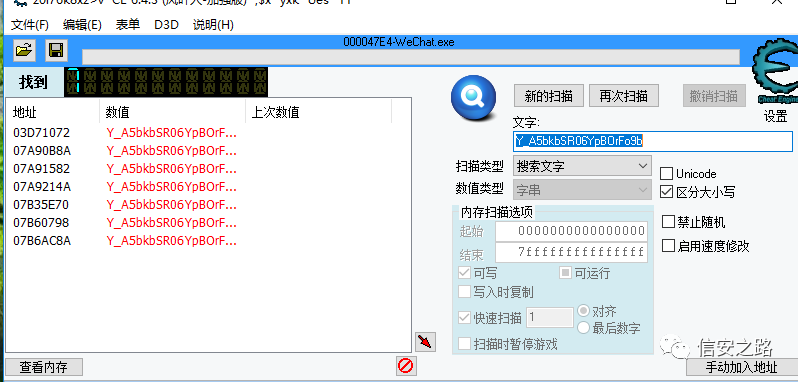 文件(F) 编辑(E) 表单 D3D 说明(H)
000047E4-WeChat.exe
找到
地址 数值 上次数值
03D71072 Y_A5bkbSR06YpBOrF...
07A90B8A Y_A5bkbSR06YpBOrF...
07A91582 Y_A5bkbSR06YpBOrF...
07A9214A Y_A5bkbSR06YpBOrF...
07B35E70 Y_A5bkbSR06YpBOrF...
07B60798 Y_A5bkbSR06YpBOrF...
07B6AC8A Y_A5bkbSR06YpBOrF...
新的扫描 再次扫描 撤销扫描
Cheat Engine
设置
文字:
Y_A5bkbSR06YpBOrFo9b
扫描类型 搜索文字
Unicode
数值类型 字串
区分大小写
内存扫描选项
起始 0000000000000000
结束 7fffffffffffffff
可写 可运行
写入时复制
快速扫描 1 对齐
最后数字
扫描时暂停游戏
禁止随机
启用速度修改
信安之路
查看内存
手动加入地址